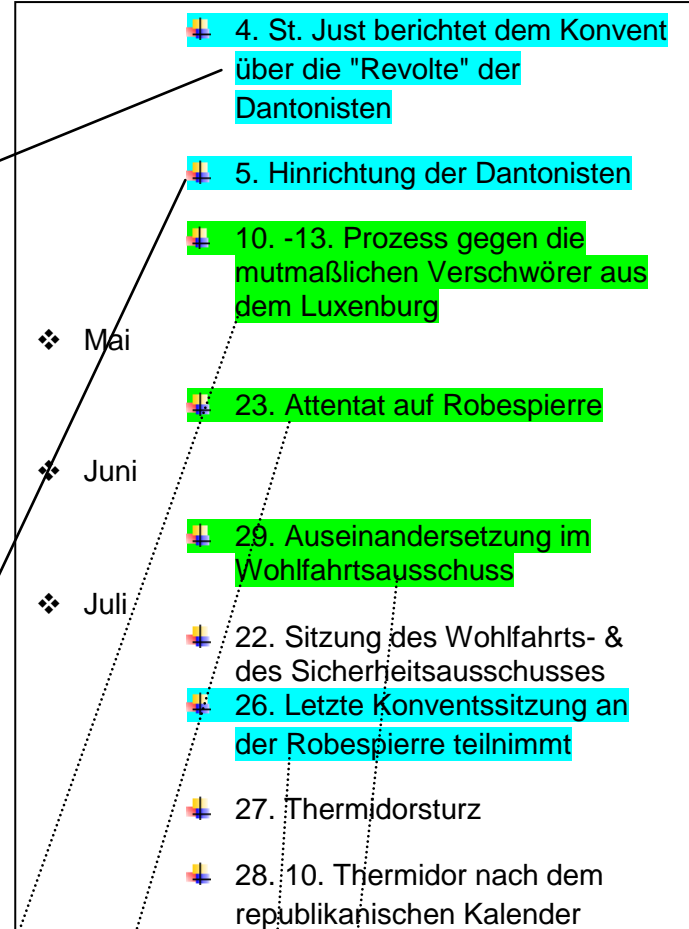 4. St. Just berichtet dem Konvent
über die "Revolte" der
Dantonisten
5. Hinrichtung der Dantonisten
10. -13. Prozess gegen die
mutmaßlichen Verschwörer aus
dem Luxenburg
Mai
23. Attentat auf Robespierre
Juni
29. Auseinandersetzung im
Wohlfahrtsausschuss
Juli
22. Sitzung des Wohlfahrts- &
des Sicherheitsausschusses
26. Letzte Konventssitzung an
der Robespierre teilnimmt
27. Thermidorsturz
28. 10. Thermidor nach dem
republikanischen Kalender